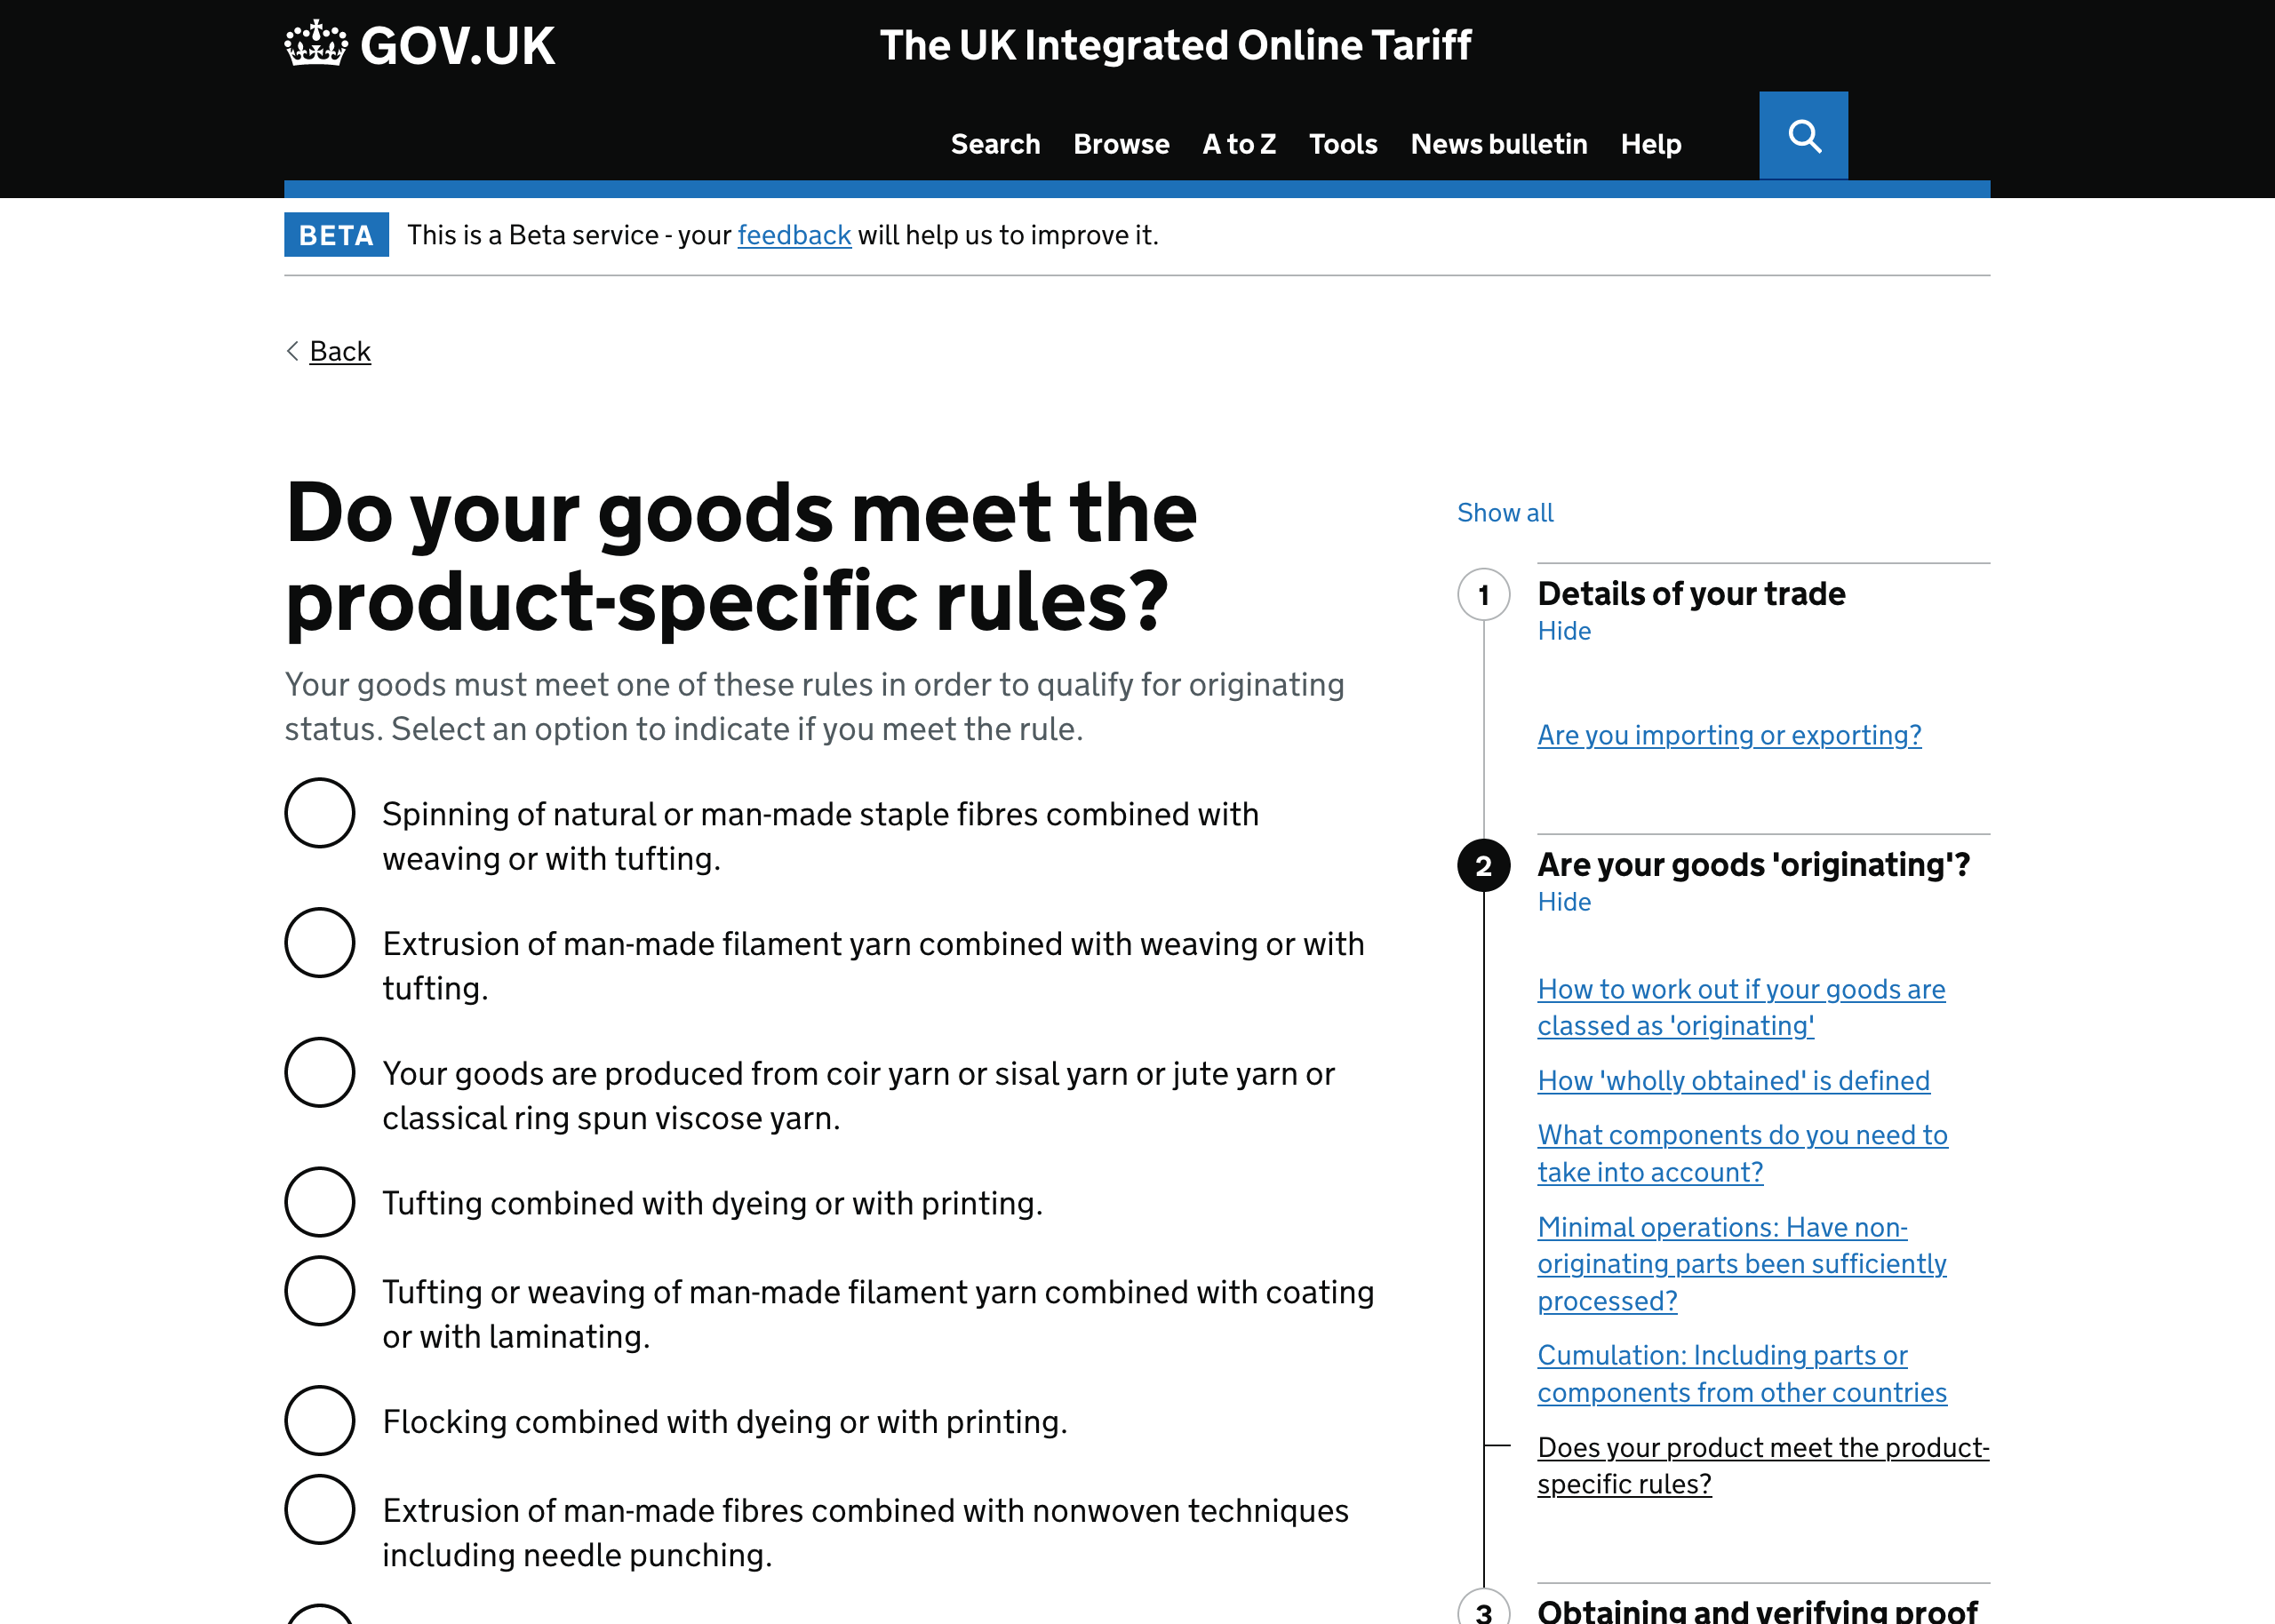 GOV.UK
The UK Integrated Online Tariff
Search Browse A to Z Tools News bulletin Help
BETA This is a Beta service - your feedback will help us to improve it.
Back
Do your goods meet the
product-specific rules?
Your goods must meet one of these rules in order to qualify for originating
status. Select an option to indicate if you meet the rule.
Spinning of natural or man-made staple fibres combined with
weaving or with tufting.
Extrusion of man-made filament yarn combined with weaving or with
tufting.
Your goods are produced from coir yarn or sisal yarn or jute yarn or
classical ring spun viscose yarn.
Tufting combined with dyeing or with printing.
Tufting or weaving of man-made filament yarn combined with coating
or with laminating.
Flocking combined with dyeing or with printing.
Extrusion of man-made fibres combined with nonwoven techniques
including needle punching.
Show all
1 Details of your trade
Hide
Are you importing or exporting?
2 Are your goods 'originating'?
Hide
How to work out if your goods are
classed as 'originating'
How 'wholly obtained' is defined
What components do you need to
take into account?
Minimal operations: Have non-
originating parts been sufficiently
processed?
Cumulation: Including parts or
components from other countries
Does your product meet the product-
specific rules?
3 Obtaining and verifying proof